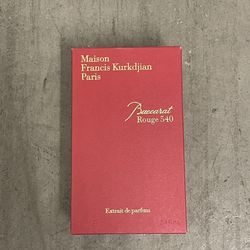 Maison
Francis Kurkdjian
Paris
Baccarat
Rouge 540
Extrait de parfum